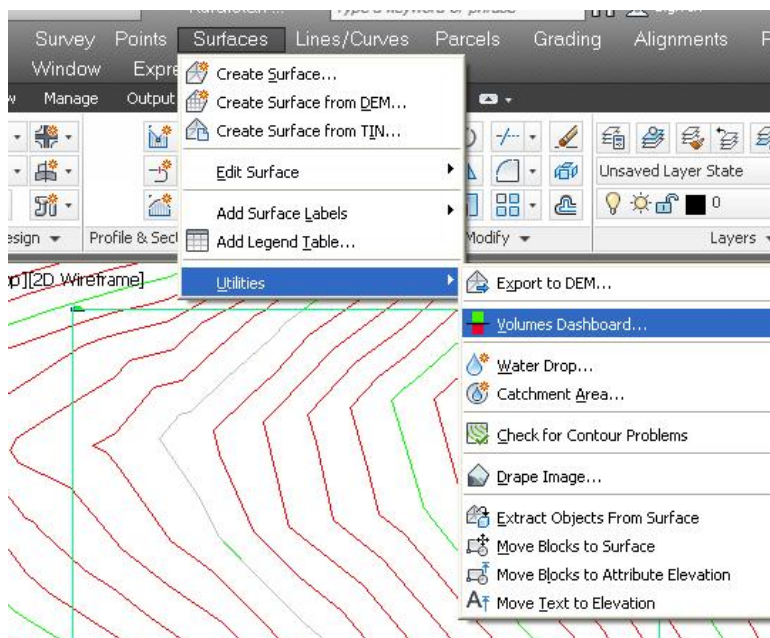 Survey Points Surfaces Lines/Curves Parcels Grading Alignments
Window Expre
Manage Output
Create Surface...
Create Surface from DEM...
Create Surface from TIN...
Edit Surface
Add Surface Labels
Add Legend Table...
Utilities
Unsaved Layer State
0
esign Profile & Sect
Modify
Layers
p][2D Wireframe]
Export to DEM...
Volumes Dashboard...
Water Drop...
Catchment Area...
Check for Contour Problems
Drape Image...
Extract Objects From Surface
Move Blocks to Surface
Move Blocks to Attribute Elevation
Move Text to Elevation